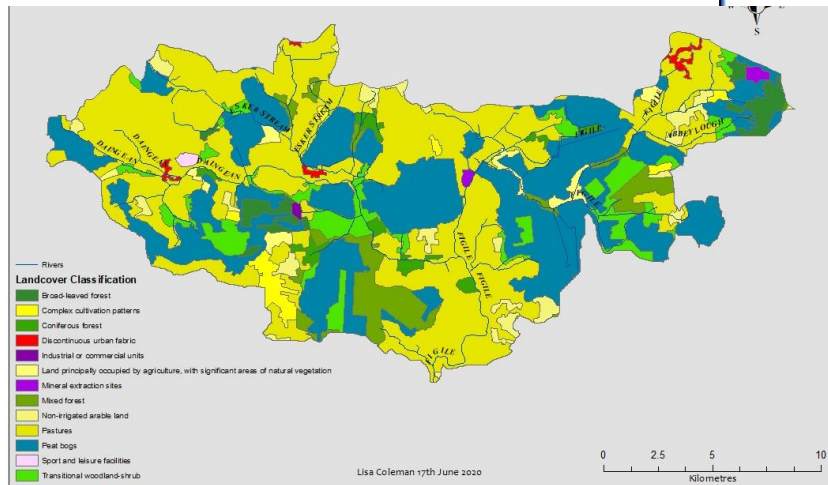 S
ESKER STREAM
ESKER STREAM
DAINGEAN
DAINGEAN
DAINGEAN
FIGILE
ABBEYLOUGH
FIGILE
FIGILE
FIGILE
FIGILE
FIGILE
Rivers
Landcover Classification
Broad-leaved forest
Complex cultivation patterns
Coniferous forest
Discontinuous urban fabric
Industrial or commercial units
Land principally occupied by agriculture, with significant areas of natural vegetation
Mineral extraction sites
Mixed forest
Non-irrigated arable land
Pastures
Peat bogs
Sport and leisure facilities
Transitional woodland-shrub
Lisa Coleman 17th June 2020
0 2.5 5 10
Kilometres